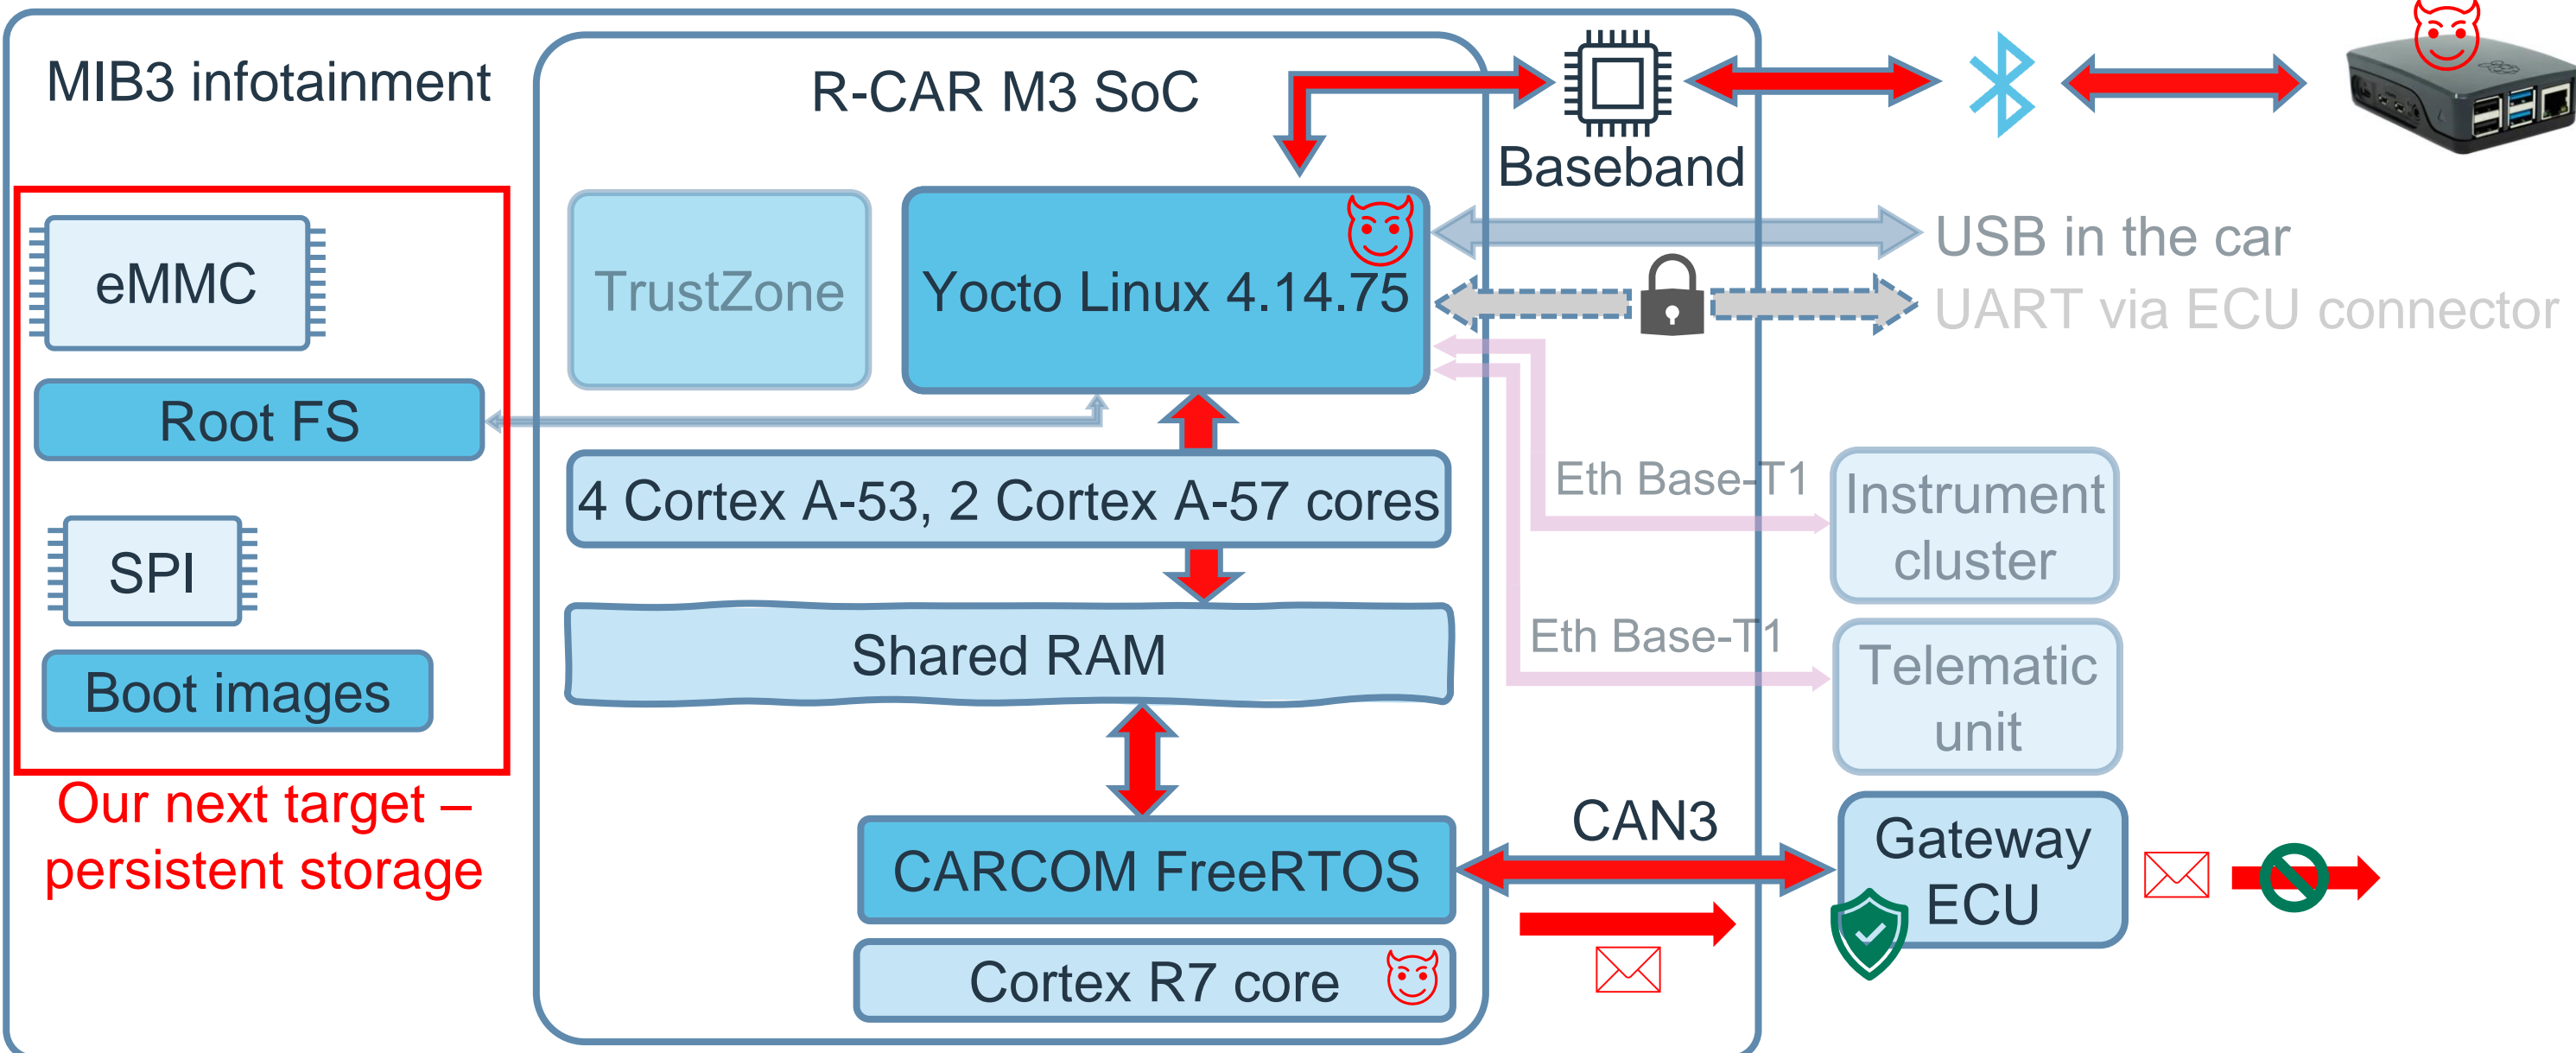 MIB3 infotainment
R-CAR M3 SoC
Baseband
eMMC
TrustZone
Yocto Linux 4.14.75
USB in the car
UART via ECU connector
Root FS
4 Cortex A-53, 2 Cortex A-57 cores
Eth Base-T1
Instrument
cluster
SPI
Shared RAM
Eth Base-T1
Telematic
unit
Boot images
Our next target –
persistent storage
CARCOM FreeRTOS
CAN3
Gateway
ECU
Cortex R7 core